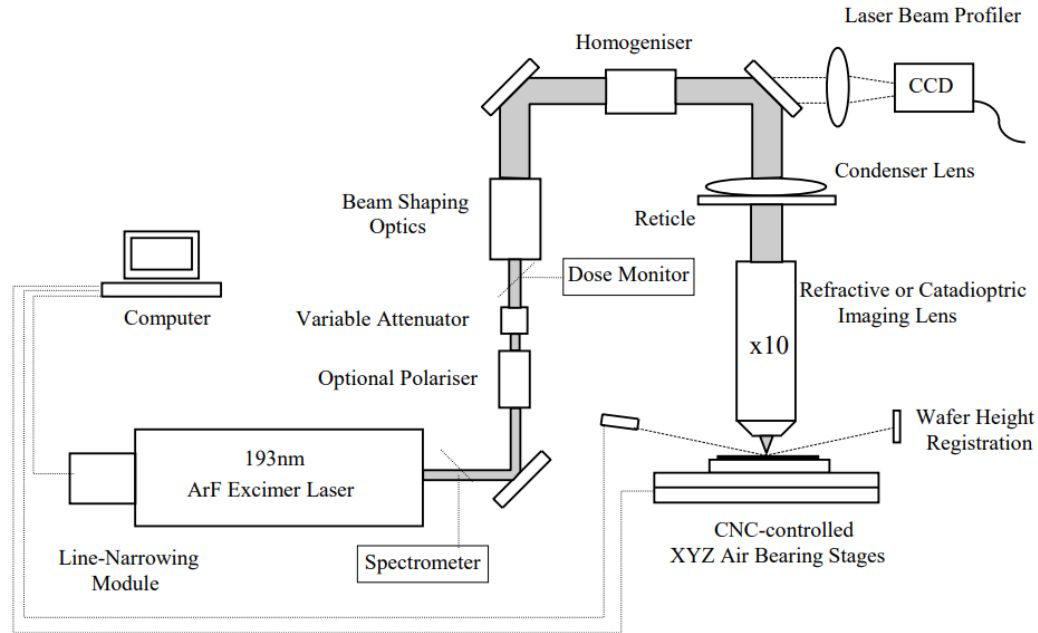 Laser Beam Profiler
Homogeniser
CCD
Condenser Lens
Beam Shaping
Optics
Reticle
Dose Monitor
Computer
Variable Attenuator
Refractive or Catadioptric
Imaging Lens
x10
Optional Polariser
Wafer Height
Registration
193nm
ArF Excimer Laser
CNC-controlled
XYZ Air Bearing Stages
Line-Narrowing
Module
Spectrometer